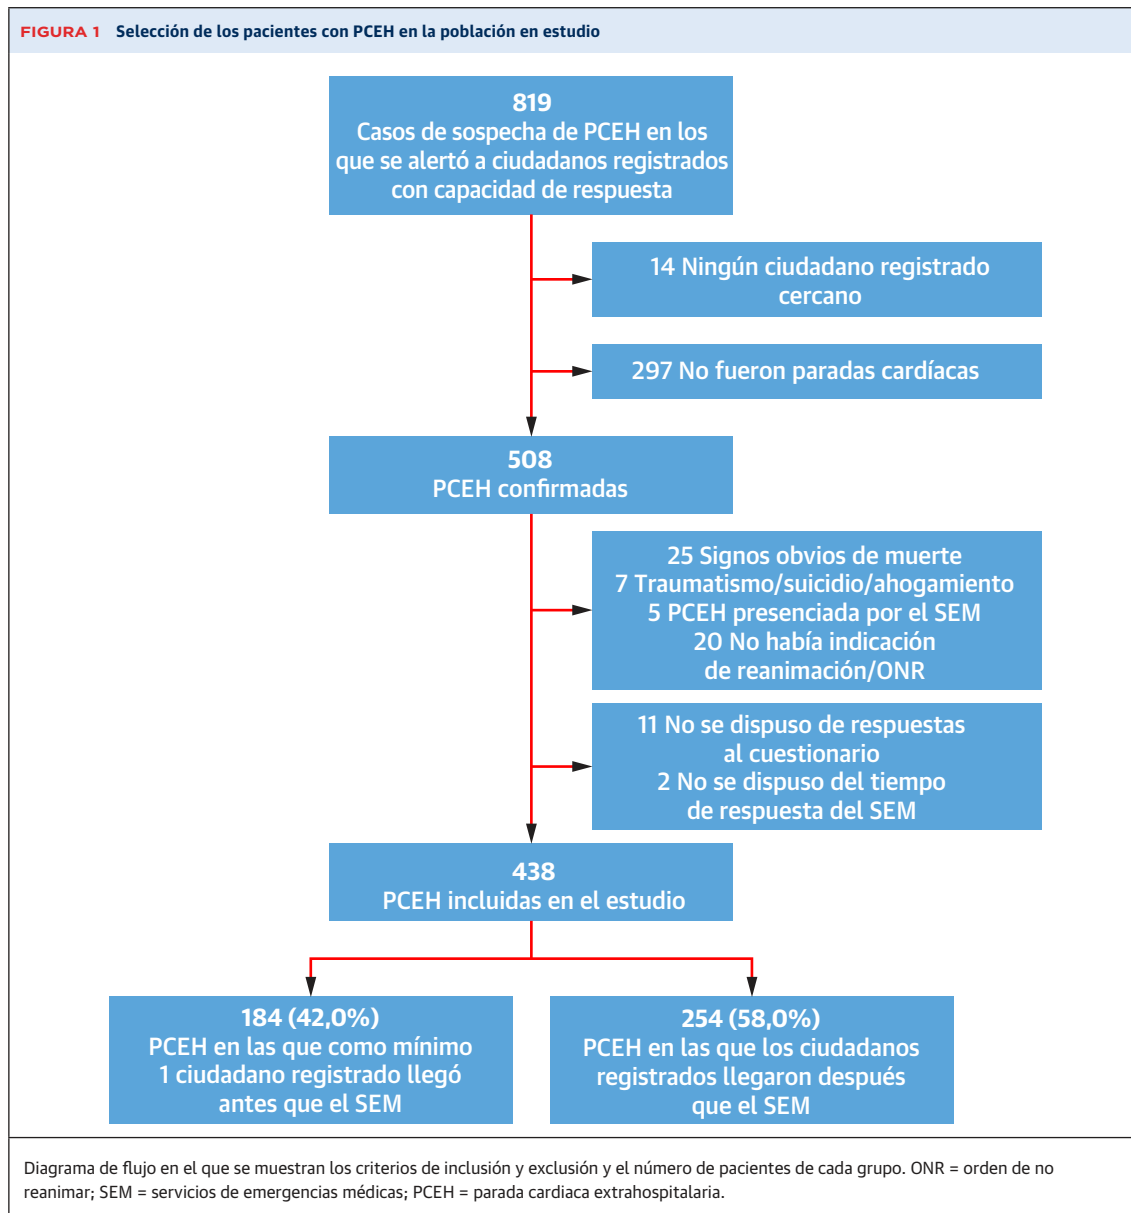 FIGURA 1 Selección de los pacientes con PCEH en la población en estudio
819
Casos de sospecha de PCEH en los
que se alertó a ciudadanos registrados
con capacidad de respuesta
14 Ningún ciudadano registrado
cercano
297 No fueron paradas cardíacas
508
PCEH confirmadas
25 Signos obvios de muerte
7 Traumatismo/suicidio/ahogamiento
5 PCEH presenciada por el SEM
20 No había indicación
de reanimación/ONR
11 No se dispuso de respuestas
al cuestionario
2 No se dispuso del tiempo
de respuesta del SEM
438
PCEH incluidas en el estudio
184 (42,0%)
PCEH en las que como mínimo
1 ciudadano registrado llegó
antes que el SEM
254 (58,0%)
PCEH en las que los ciudadanos
registrados llegaron después
que el SEM
Diagrama de flujo en el que se muestran los criterios de inclusión y exclusión y el número de pacientes de cada grupo. ONR = orden de no
reanimar; SEM = servicios de emergencias médicas; PCEH = parada cardiaca extrahospitalaria.